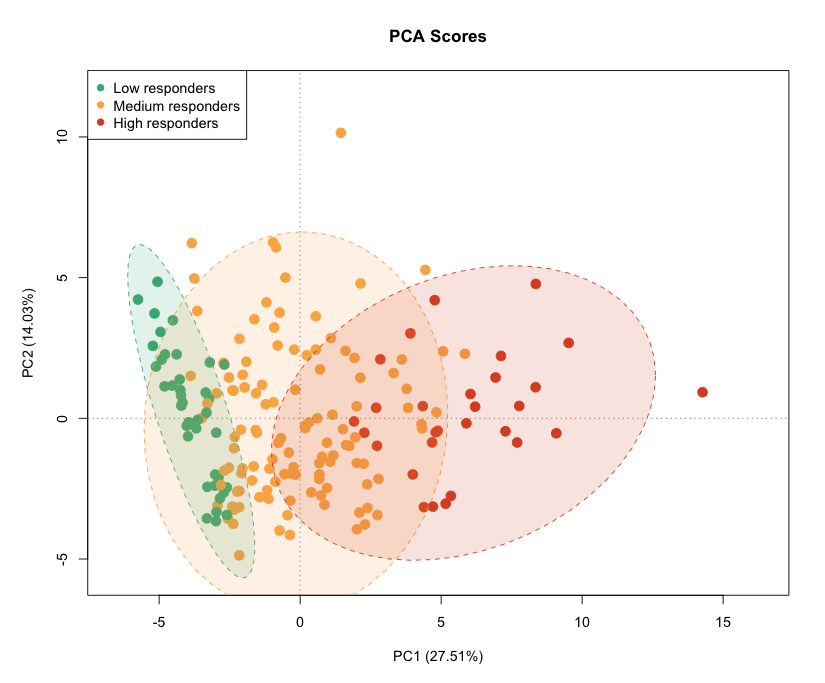 PCA Scores
Low responders
Medium responders
High responders
10
5
0
-5
PC2 (14.03%)
-5
0
5
10
15
PC1 (27.51%)